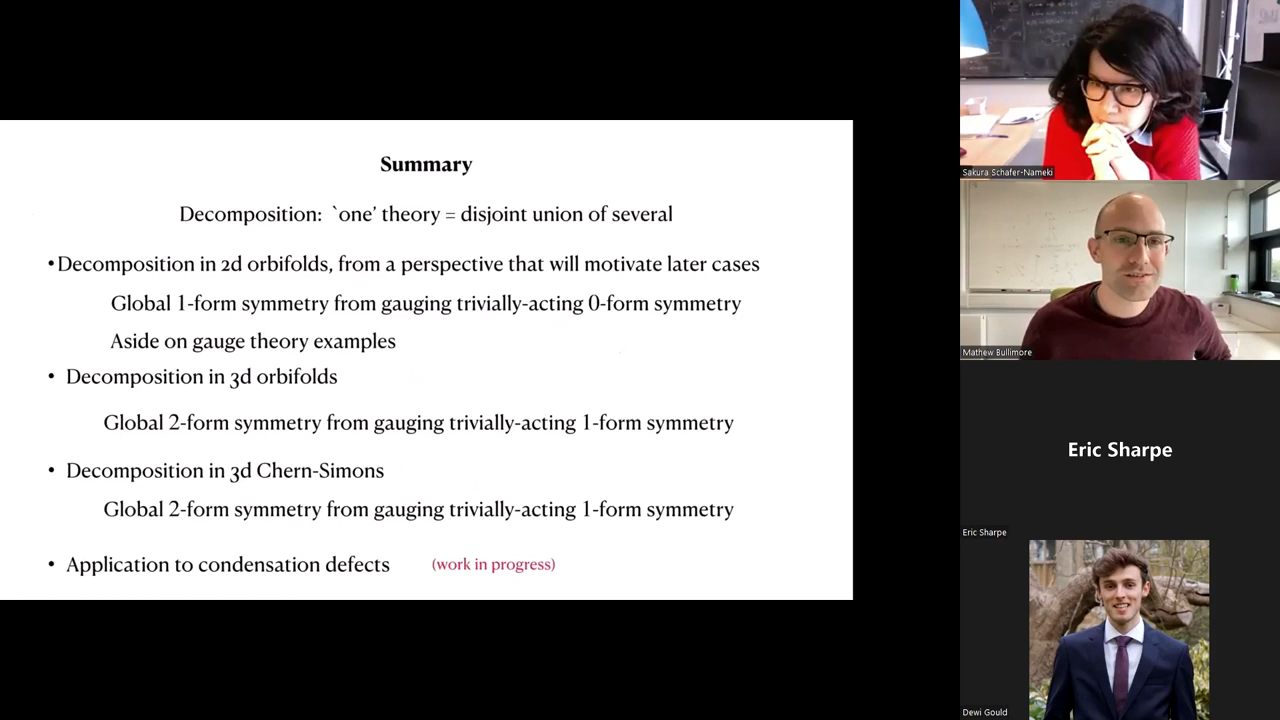 Summary
Decomposition: `one' theory = disjoint union of several
• Decomposition in 2d orbifolds, from a perspective that will motivate later cases
Global 1-form symmetry from gauging trivially-acting 0-form symmetry
Aside on gauge theory examples
• Decomposition in 3d orbifolds
Global 2-form symmetry from gauging trivially-acting 1-form symmetry
• Decomposition in 3d Chern-Simons
Global 2-form symmetry from gauging trivially-acting 1-form symmetry
• Application to condensation defects (work in progress)
Sakura Schafer-Nameki
Mathew Bullimore
Eric Sharpe
Eric Sharpe
Dewi Gould